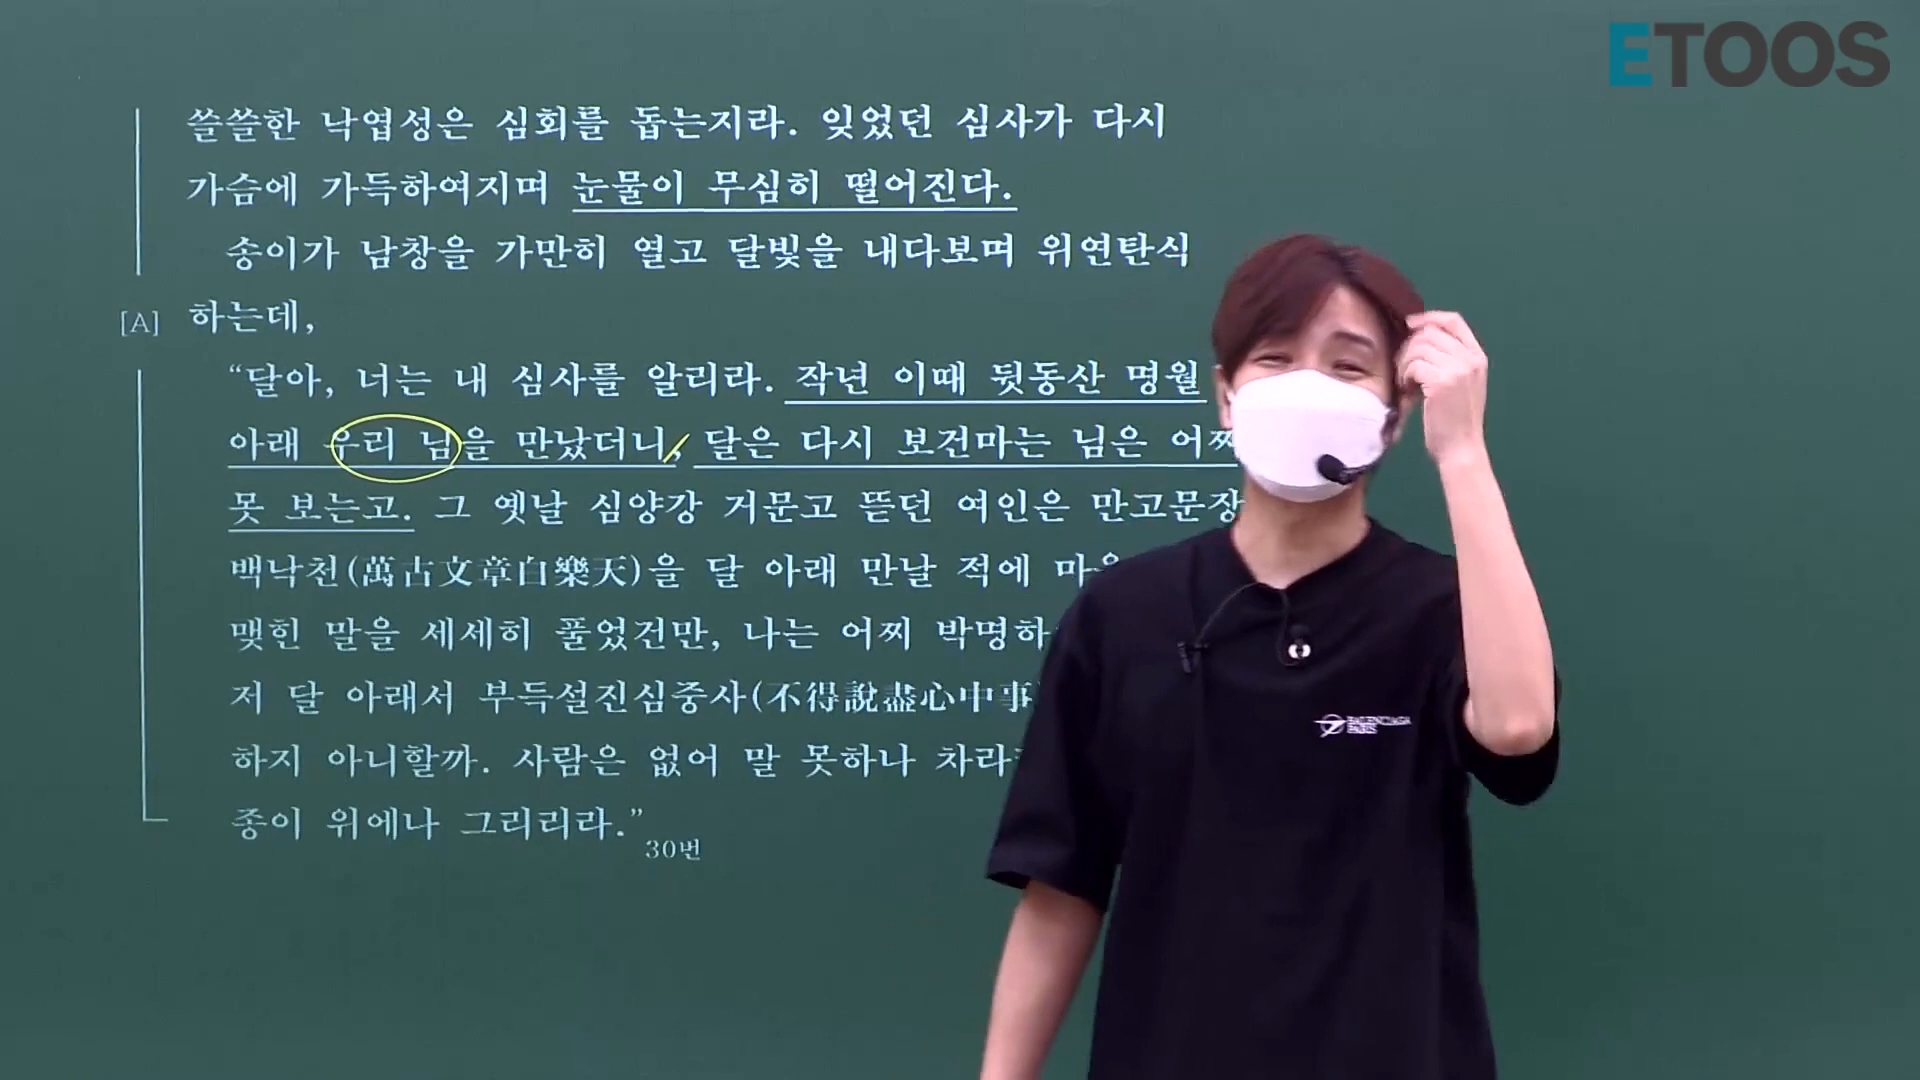 ETOOS
쓸쓸한 낙엽성은 심회를 돕는지라. 잊었던 심사가 다시
가슴에 가득하여지며 눈물이 무심히 떨어진다.
송이가 남창을 가만히 열고 달빛을 내다보며 위연탄식
[A] 하는데,
“달아, 너는 내 심사를 알리라. 작년 이때 뒷동산 명월
아래 우리 님을 만났더니, 달은 다시 보건마는 님은 어찌
못 보는고. 그 옛날 심양강 거문고 뜯던 여인은 만고문장
백낙천(萬古文章白樂天)을 달 아래 만날 적에
맺힌 말을 세세히 풀었건만, 나는 어찌
저 달 아래서 부득설진심중사(不得說盡心中事
하지 아니할까. 사람은 없어 말 못하나
종이 위에나 그리리라.”
30번
BALENCIAGA
PARIS